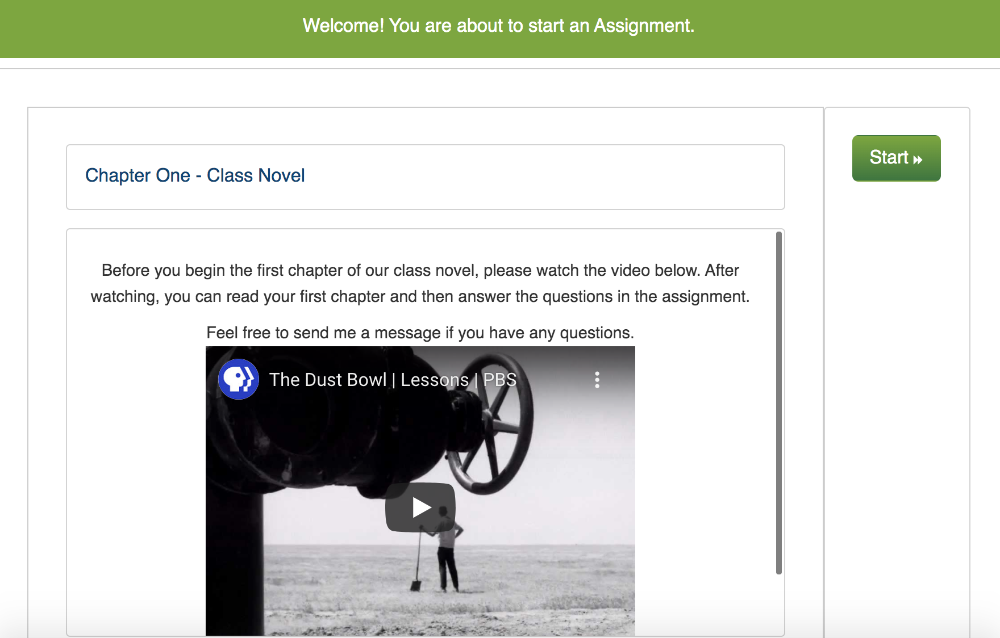 Welcome! You are about to start an Assignment.
Chapter One - Class Novel
Start
Before you begin the first chapter of our class novel, please watch the video below. After
watching, you can read your first chapter and then answer the questions in the assignment.
Feel free to send me a message if you have any questions.
The Dust Bowl | Lessons | PBS